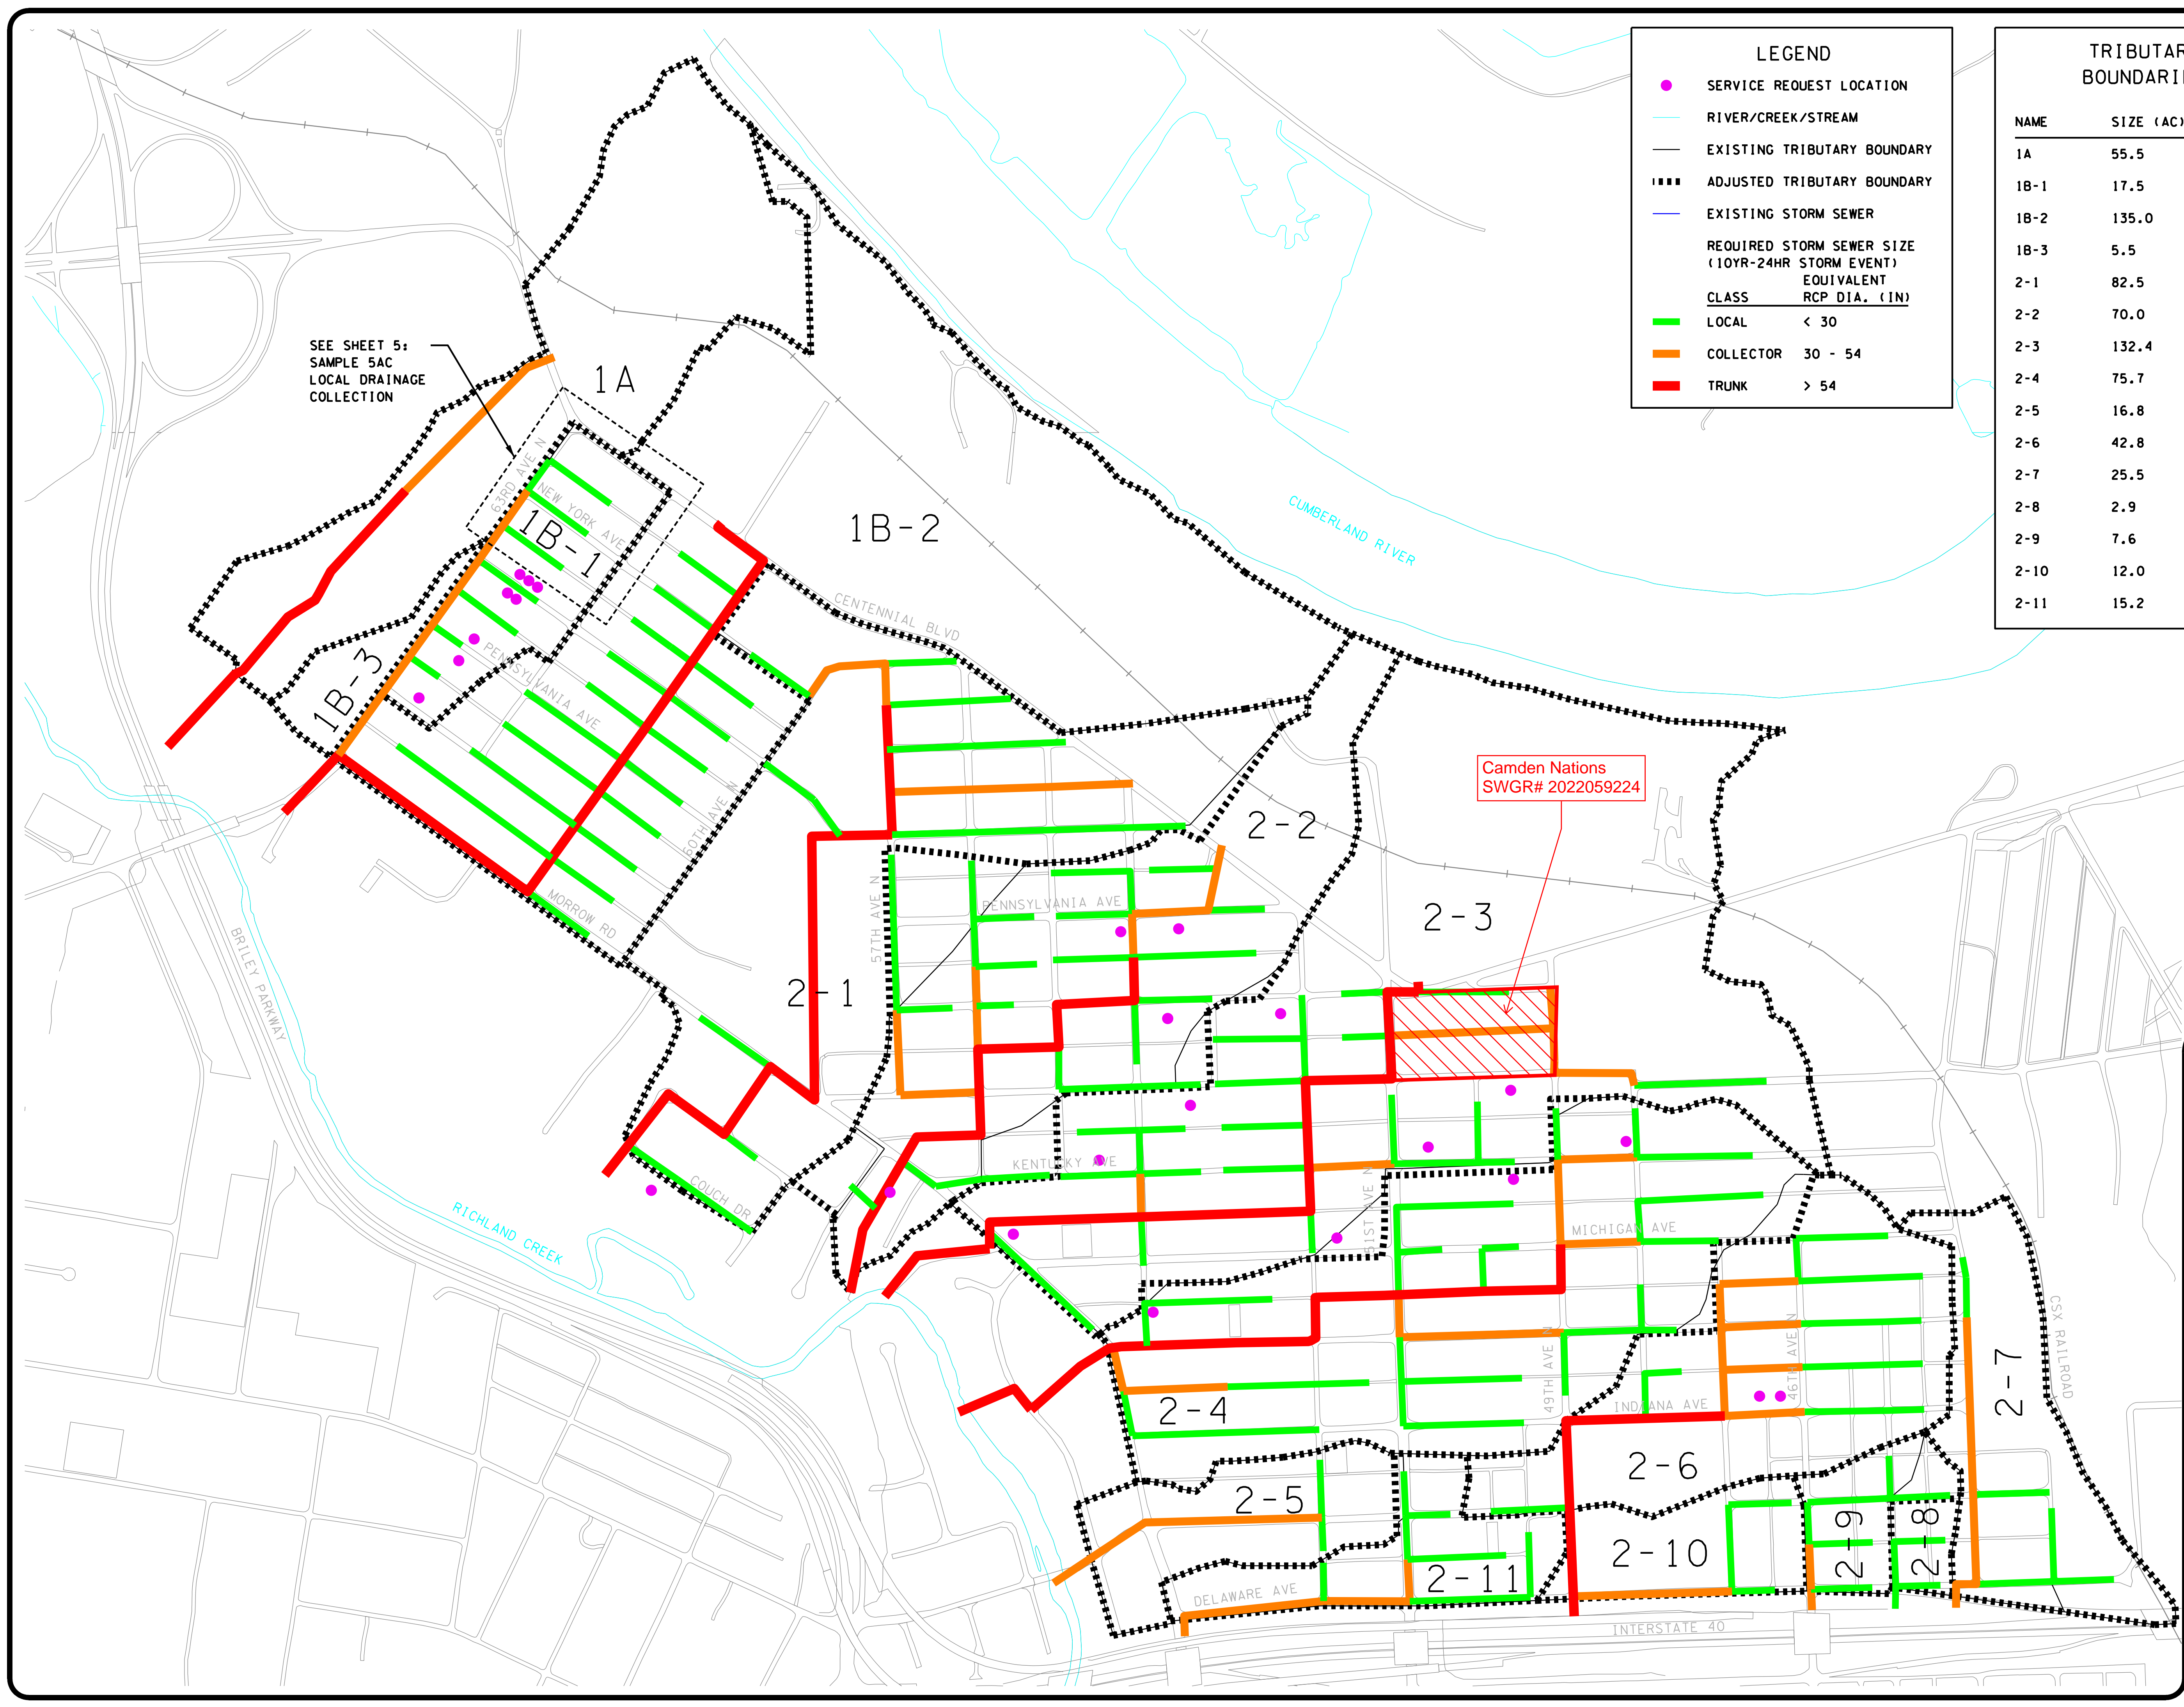 LEGEND
SERVICE REQUEST LOCATION
RIVER/CREEK/STREAM
EXISTING TRIBUTARY BOUNDARY
ADJUSTED TRIBUTARY BOUNDARY
EXISTING STORM SEWER
REQUIRED STORM SEWER SIZE
(10YR-24HR STORM EVENT)
EQUIVALENT
CLASS RCP DIA. (IN)
LOCAL < 30
COLLECTOR 30 - 54
TRUNK > 54
TRIBUTAR
BOUNDARI
NAME SIZE (AC)
1A 55.5
1B-1 17.5
1B-2 135.0
1B-3 5.5
2-1 82.5
2-2 70.0
2-3 132.4
2-4 75.7
2-5 16.8
2-6 42.8
2-7 25.5
2-8 2.9
2-9 7.6
2-10 12.0
2-11 15.2
SEE SHEET 5:
SAMPLE 5AC
LOCAL DRAINAGE
COLLECTION
1A
63RD AVE N
NEW YORK AVE
1B-1
1B-2
CUMBERLAND RIVER
CENTENNIAL BLVD
1B-3
PENNSYLVANIA AVE
60TH AVE N
MORROW RD
Camden Nations
SWGR# 2022059224
2-2
2-3
57TH AVE N
PENNSYLVANIA AVE
2-1
BRILEY PARKWAY
KENTUCKY AVE
COUCH DR
RICHLAND CREEK
51ST AVE N
MICHIGAN AVE
CSX RAILROAD
49TH AVE N
46TH AVE N
INDIANA AVE
2-7
2-4
2-6
2-5
2-9
2-8
2-10
2-11
DELAWARE AVE
INTERSTATE 40